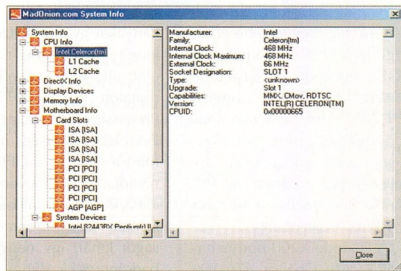 MadOnion.com System Info
System Info
CPU Info
Intel Celeron(tm)
L1 Cache
L2 Cache
DirectX Info
Display Devices
Memory Info
Motherboard Info
Card Slots
ISA [ISA]
ISA [ISA]
ISA [ISA]
ISA [ISA]
PCI [PCI]
PCI [PCI]
PCI [PCI]
PCI [PCI]
AGP [AGP]
System Devices
Intel 82443BX Pentium(r) II
Manufacturer: Intel
Family: Celeron(tm)
Internal Clock: 468 MHz
Internal Clock Maximum: 468 MHz
External Clock: 66 MHz
Socket Designation: SLOT 1
Type: <unknown>
Upgrade: Slot 1
Capabilities: MMX, CMov, RDTSC
Version: INTEL(R) CELERON(TM)
CPUID: 0x00000665
Close